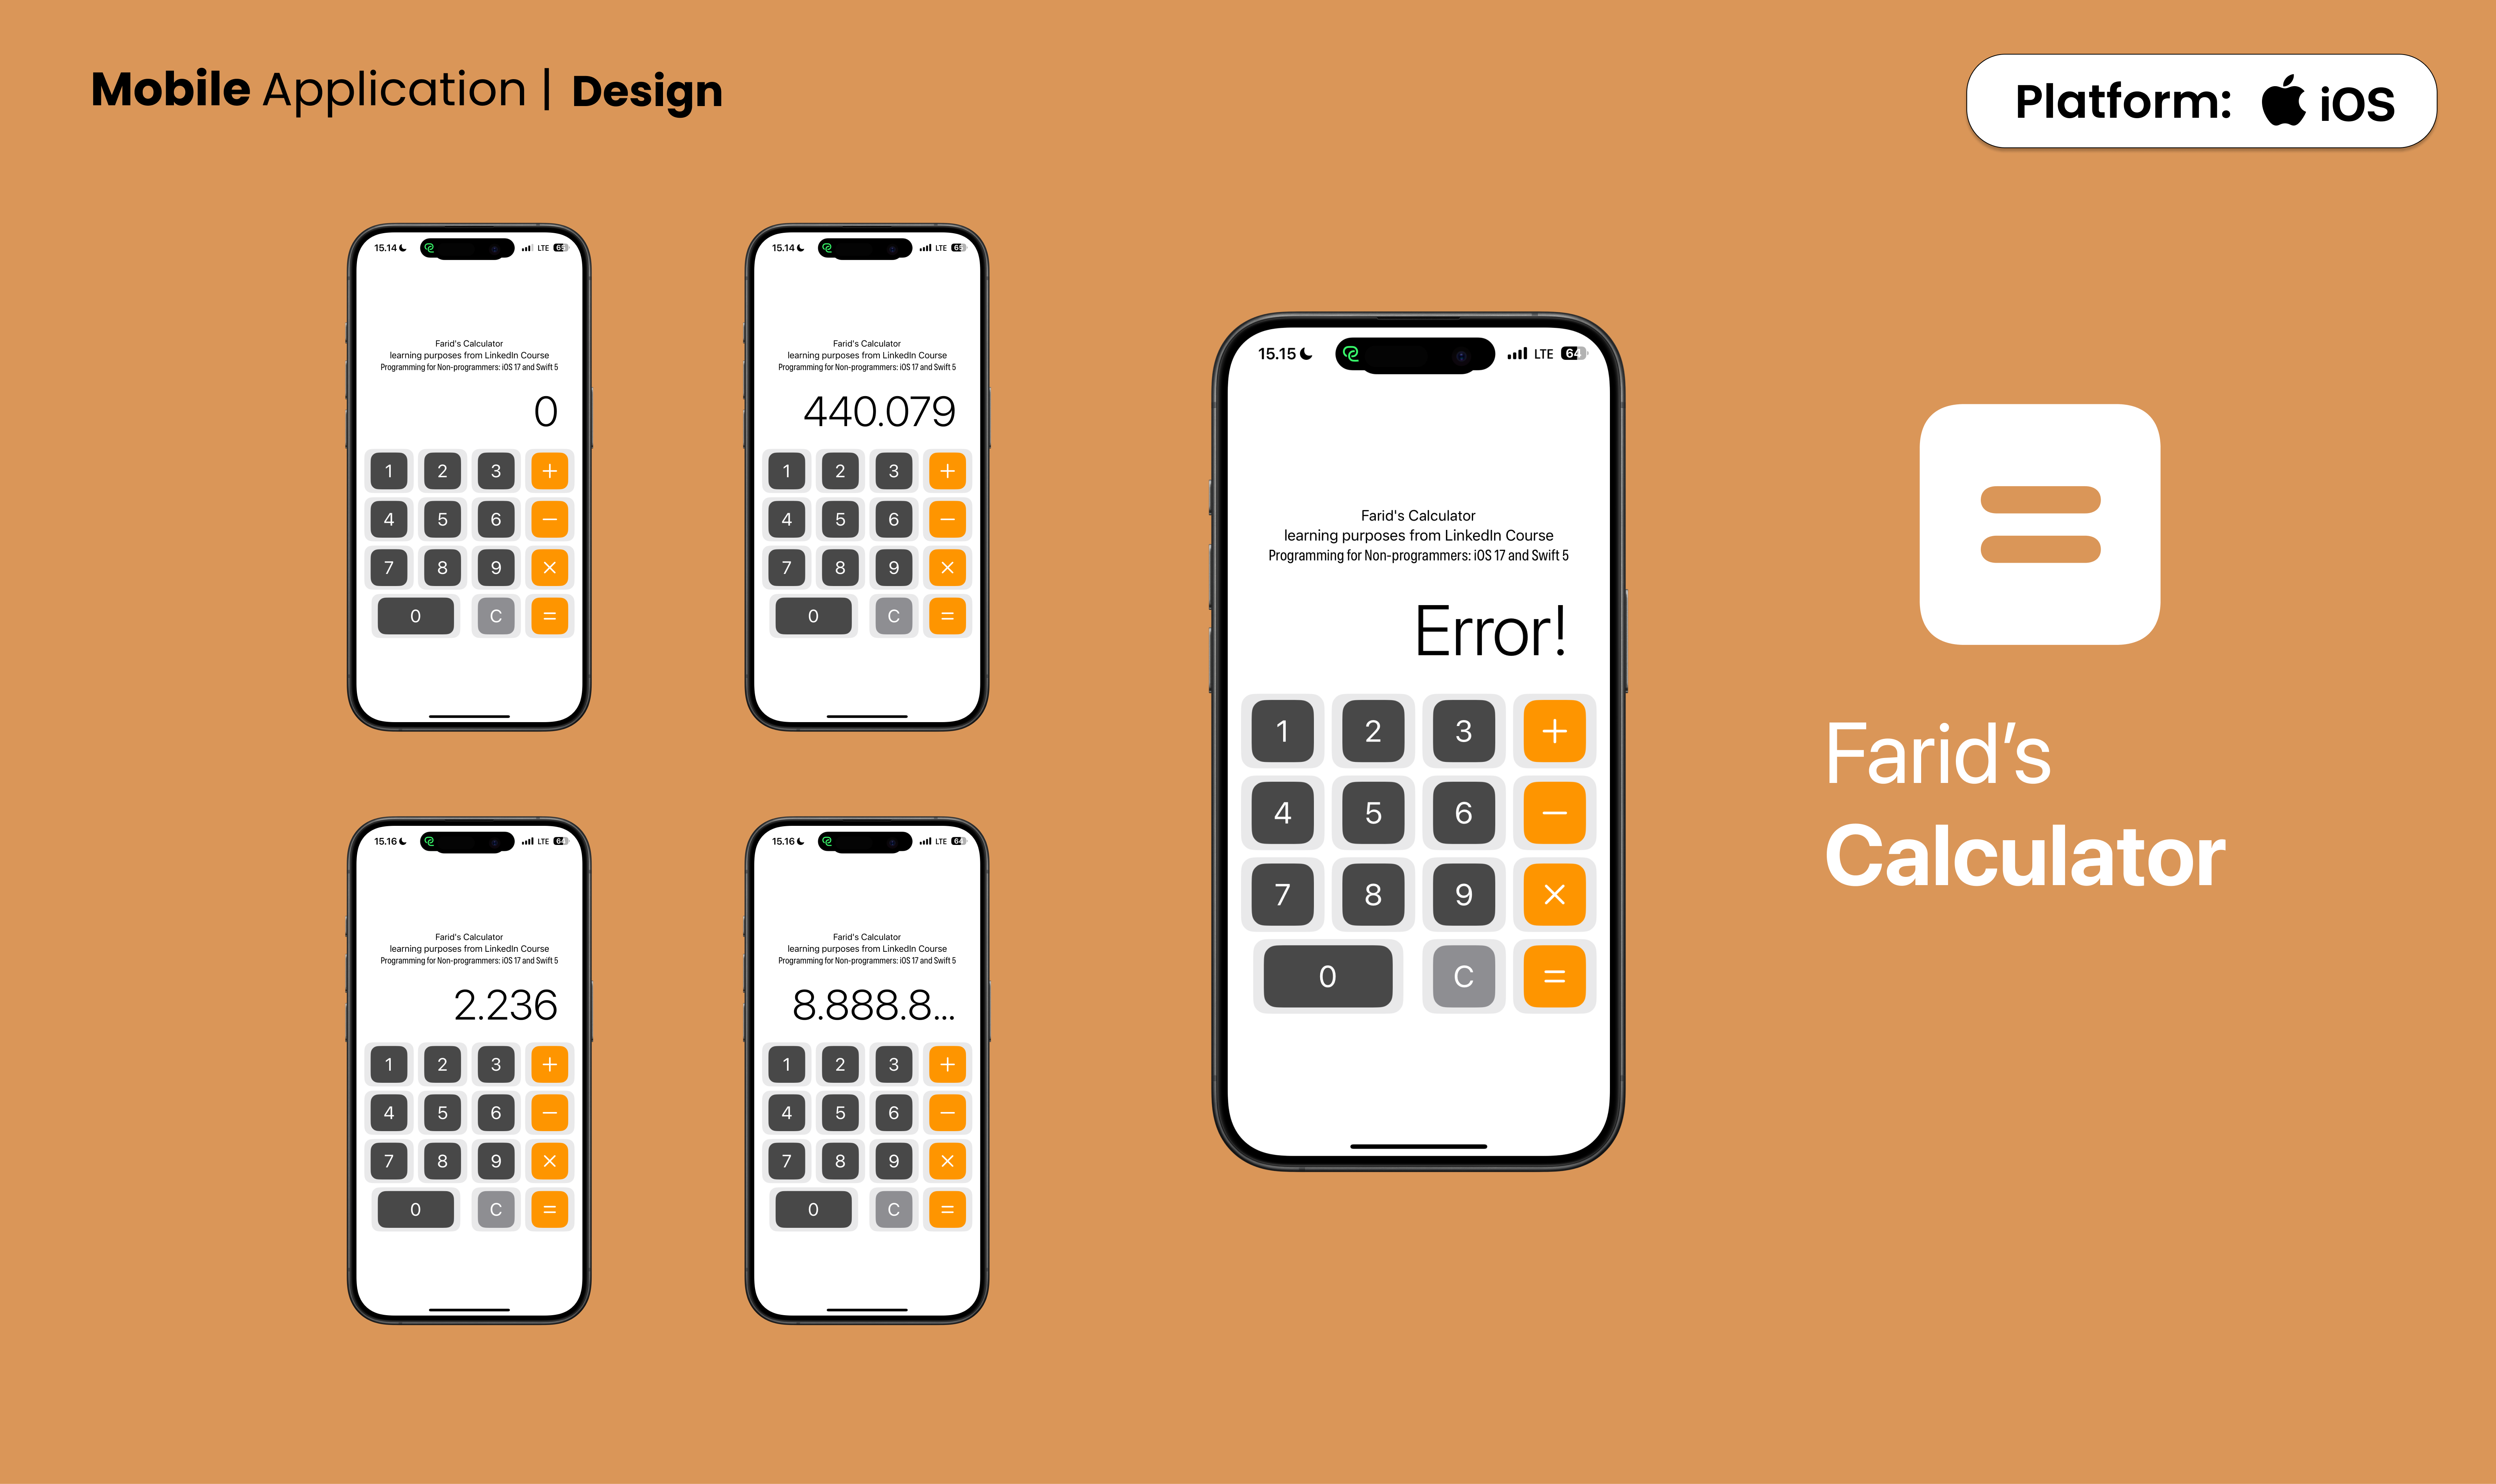 Mobile Application | Design
Platform: iOS
15.14 LTE 63
Farid's Calculator
learning purposes from LinkedIn Course
Programming for Non-programmers: iOS 17 and Swift 5
0
1 2 3 +
4 5 6 −
7 8 9 ×
0 C =
15.14 LTE 63
Farid's Calculator
learning purposes from LinkedIn Course
Programming for Non-programmers: iOS 17 and Swift 5
440.079
1 2 3 +
4 5 6 −
7 8 9 ×
0 C =
15.16 LTE 64
Farid's Calculator
learning purposes from LinkedIn Course
Programming for Non-programmers: iOS 17 and Swift 5
2.236
1 2 3 +
4 5 6 −
7 8 9 ×
0 C =
15.16 LTE 64
Farid's Calculator
learning purposes from LinkedIn Course
Programming for Non-programmers: iOS 17 and Swift 5
8.888.8...
1 2 3 +
4 5 6 −
7 8 9 ×
0 C =
15.15 LTE 64
Farid's Calculator
learning purposes from LinkedIn Course
Programming for Non-programmers: iOS 17 and Swift 5
Error!
1 2 3 +
4 5 6 −
7 8 9 ×
0 C =
=
Farid’s
Calculator